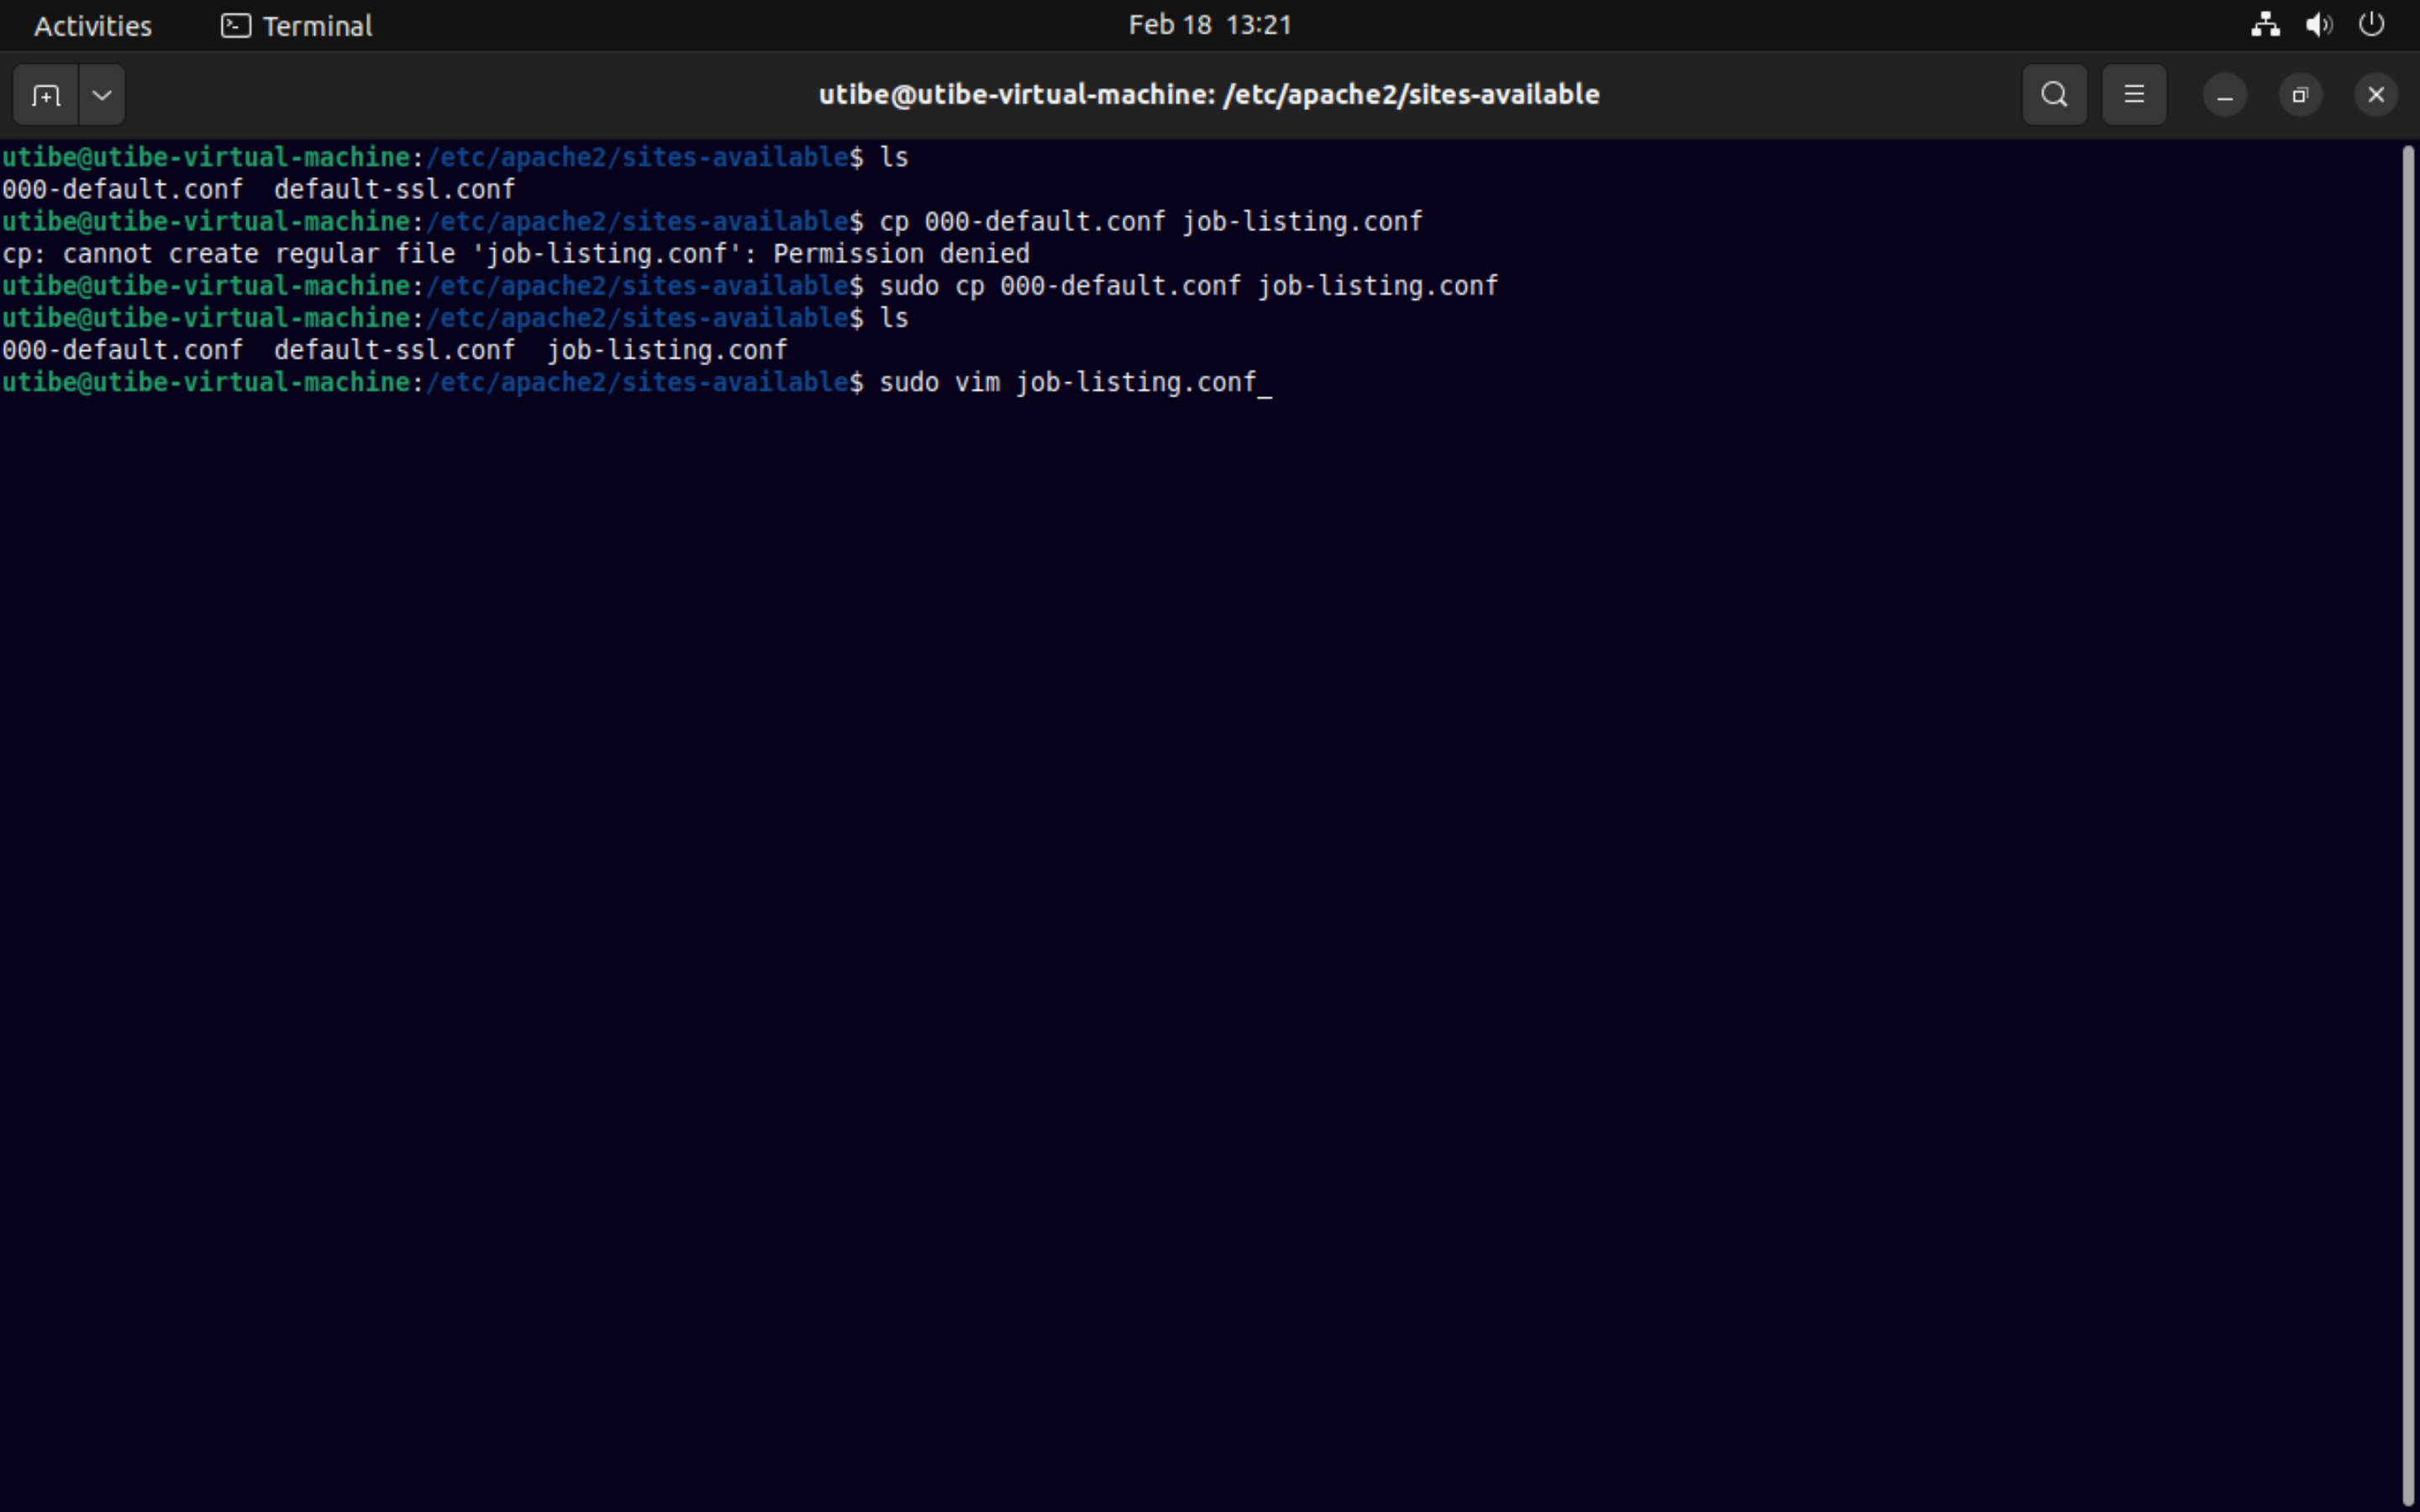 Activities Terminal Feb 18 13:21
utibe@utibe-virtual-machine: /etc/apache2/sites-available
utibe@utibe-virtual-machine:/etc/apache2/sites-available$ ls
000-default.conf  default-ssl.conf
utibe@utibe-virtual-machine:/etc/apache2/sites-available$ cp 000-default.conf job-listing.conf
cp: cannot create regular file 'job-listing.conf': Permission denied
utibe@utibe-virtual-machine:/etc/apache2/sites-available$ sudo cp 000-default.conf job-listing.conf
utibe@utibe-virtual-machine:/etc/apache2/sites-available$ ls
000-default.conf  default-ssl.conf  job-listing.conf
utibe@utibe-virtual-machine:/etc/apache2/sites-available$ sudo vim job-listing.conf_